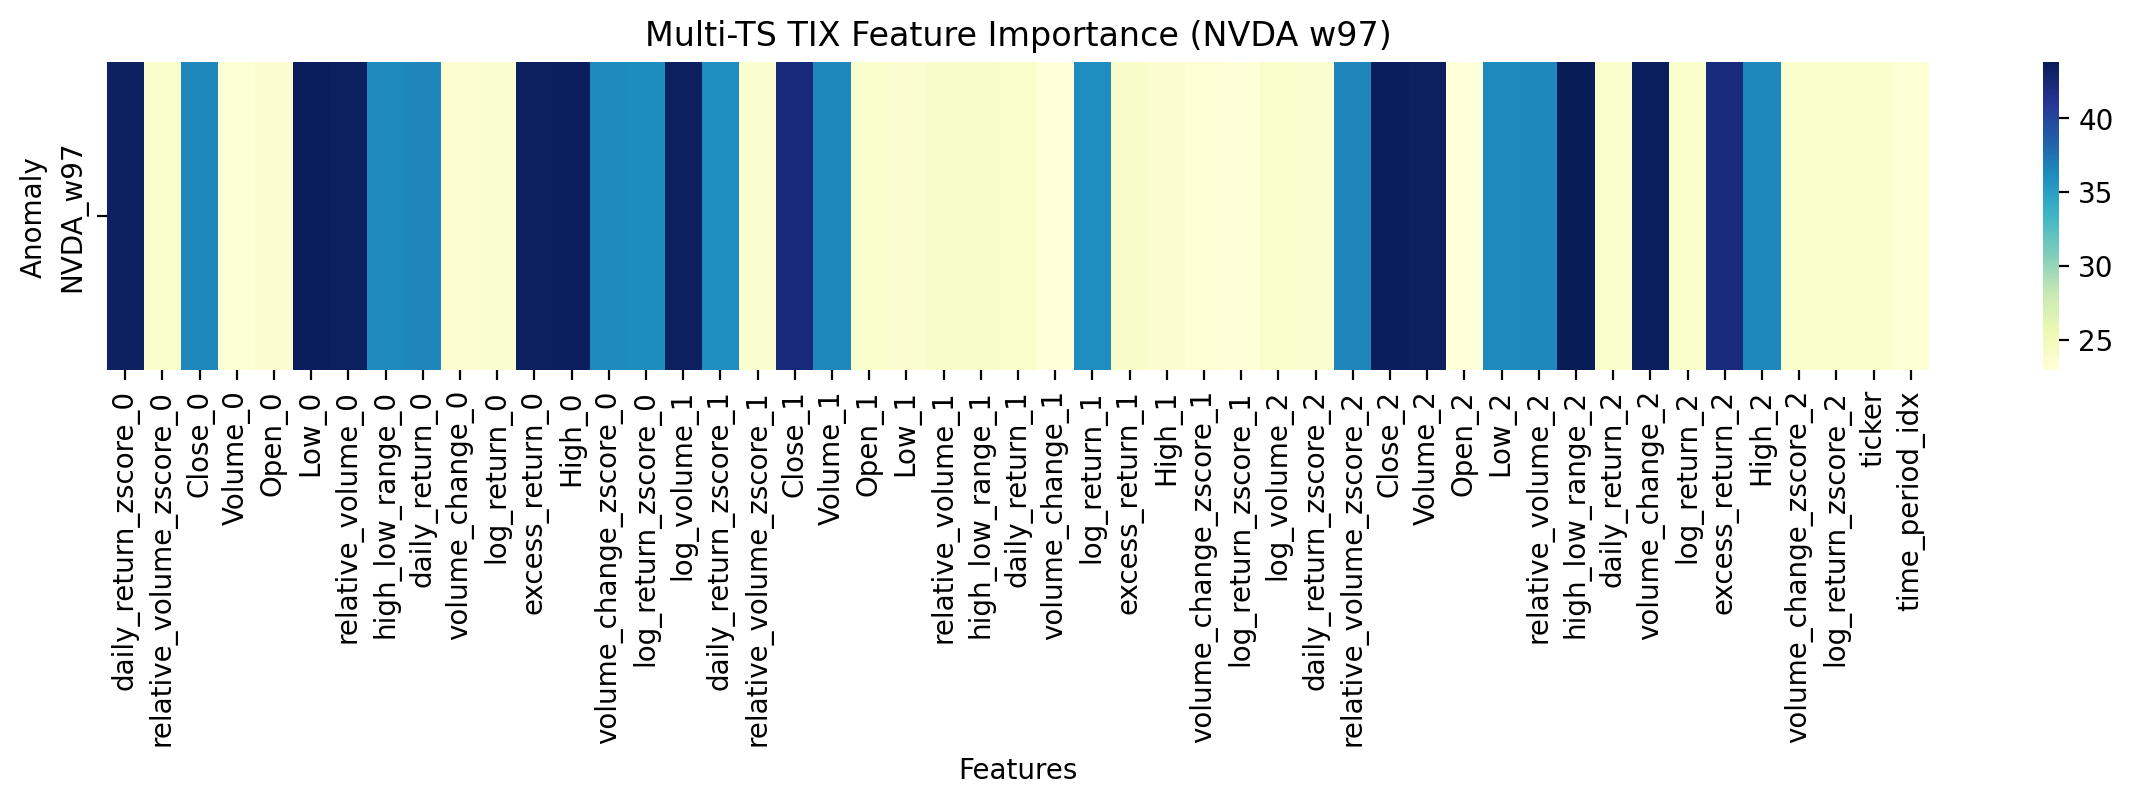 Multi-TS TIX Feature Importance (NVDA w97)
Anomaly
NVDA_w97
40
35
30
25
daily_return_zscore_0
relative_volume_zscore_0
Close_0
Volume_0
Open_0
Low_0
relative_volume_0
high_low_range_0
daily_return_0
volume_change_0
log_return_0
excess_return_0
High_0
volume_change_zscore_0
log_return_zscore_0
log_volume_1
daily_return_zscore_1
relative_volume_zscore_1
Close_1
Volume_1
Open_1
Low_1
relative_volume_1
high_low_range_1
daily_return_1
volume_change_1
log_return_1
excess_return_1
High_1
volume_change_zscore_1
log_return_zscore_1
log_volume_2
daily_return_zscore_2
relative_volume_zscore_2
Close_2
Volume_2
Open_2
Low_2
relative_volume_2
high_low_range_2
daily_return_2
volume_change_2
log_return_2
excess_return_2
High_2
volume_change_zscore_2
log_return_zscore_2
ticker
time_period_idx
Features